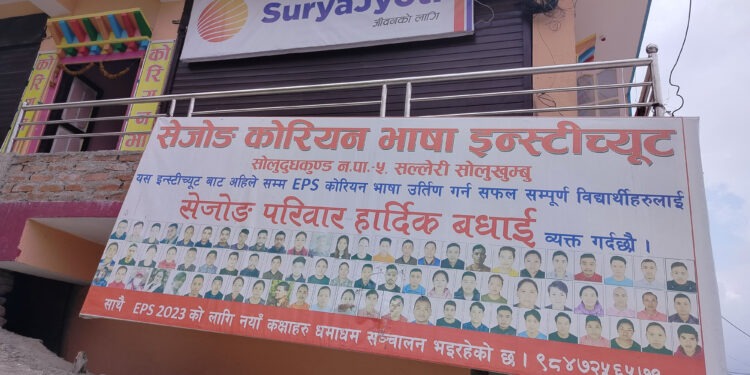 SuryaJyoti
जीवनको लागि
सेजोङ कोरियन भाषा इन्स्टीच्यूट
सोलुदुधकुण्ड न.पा.-५, सल्लेरी सोलुखुम्बु
यस इन्स्टीच्यूट बाट अहिले सम्म EPS कोरियन भाषा उर्तिण गर्न सफल सम्पूर्ण विद्यार्थीहरुलाई
सेजोङ परिवार हार्दिक बधाई व्यक्त गर्दछौ ।
साथै EPS 2023 को लागि नयाँ कक्षाहरु धमाधम सञ्चालन भइरहेको छ ।